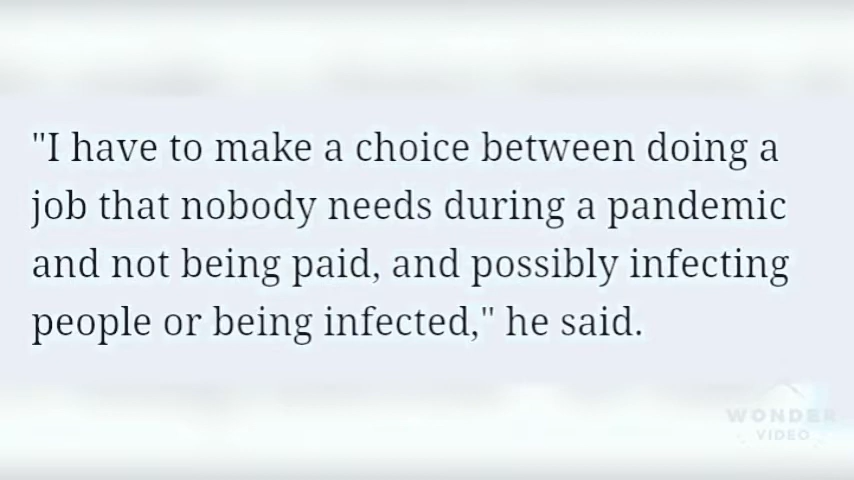 "I have to make a choice between doing a
job that nobody needs during a pandemic
and not being paid, and possibly infecting
people or being infected," he said.
WONDER
VIDEO